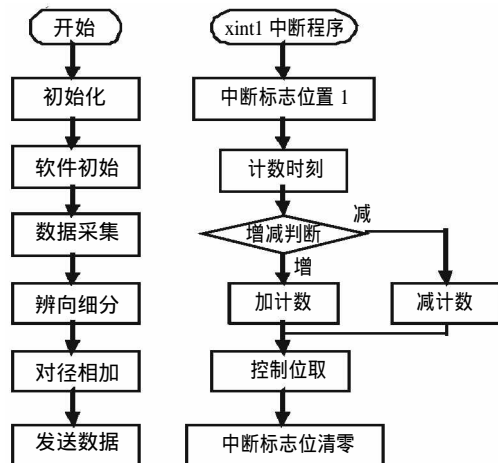 开始
初始化
软件初始
数据采集
辨向细分
对径相加
发送数据
xint1 中断程序
中断标志位置 1
计数时刻
增减判断
减
增
加计数
减计数
控制位取
中断标志位清零